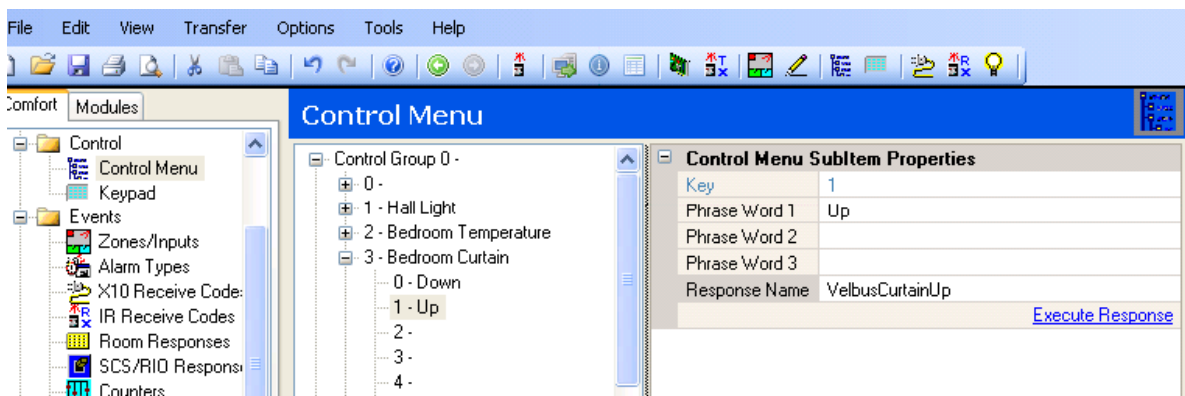 File Edit View Transfer Options Tools Help
Comfort Modules
Control Menu
Control
Control Menu
Keypad
Events
Zones/Inputs
Alarm Types
X10 Receive Code:
IR Receive Codes
Room Responses
SCS/RIO Respons
Counters
Control Group 0 -
0 -
1 - Hall Light
2 - Bedroom Temperature
3 - Bedroom Curtain
0 - Down
1 - Up
2 -
3 -
4 -
Control Menu SubItem Properties
Key 1
Phrase Word 1 Up
Phrase Word 2
Phrase Word 3
Response Name VelbusCurtainUp
Execute Response